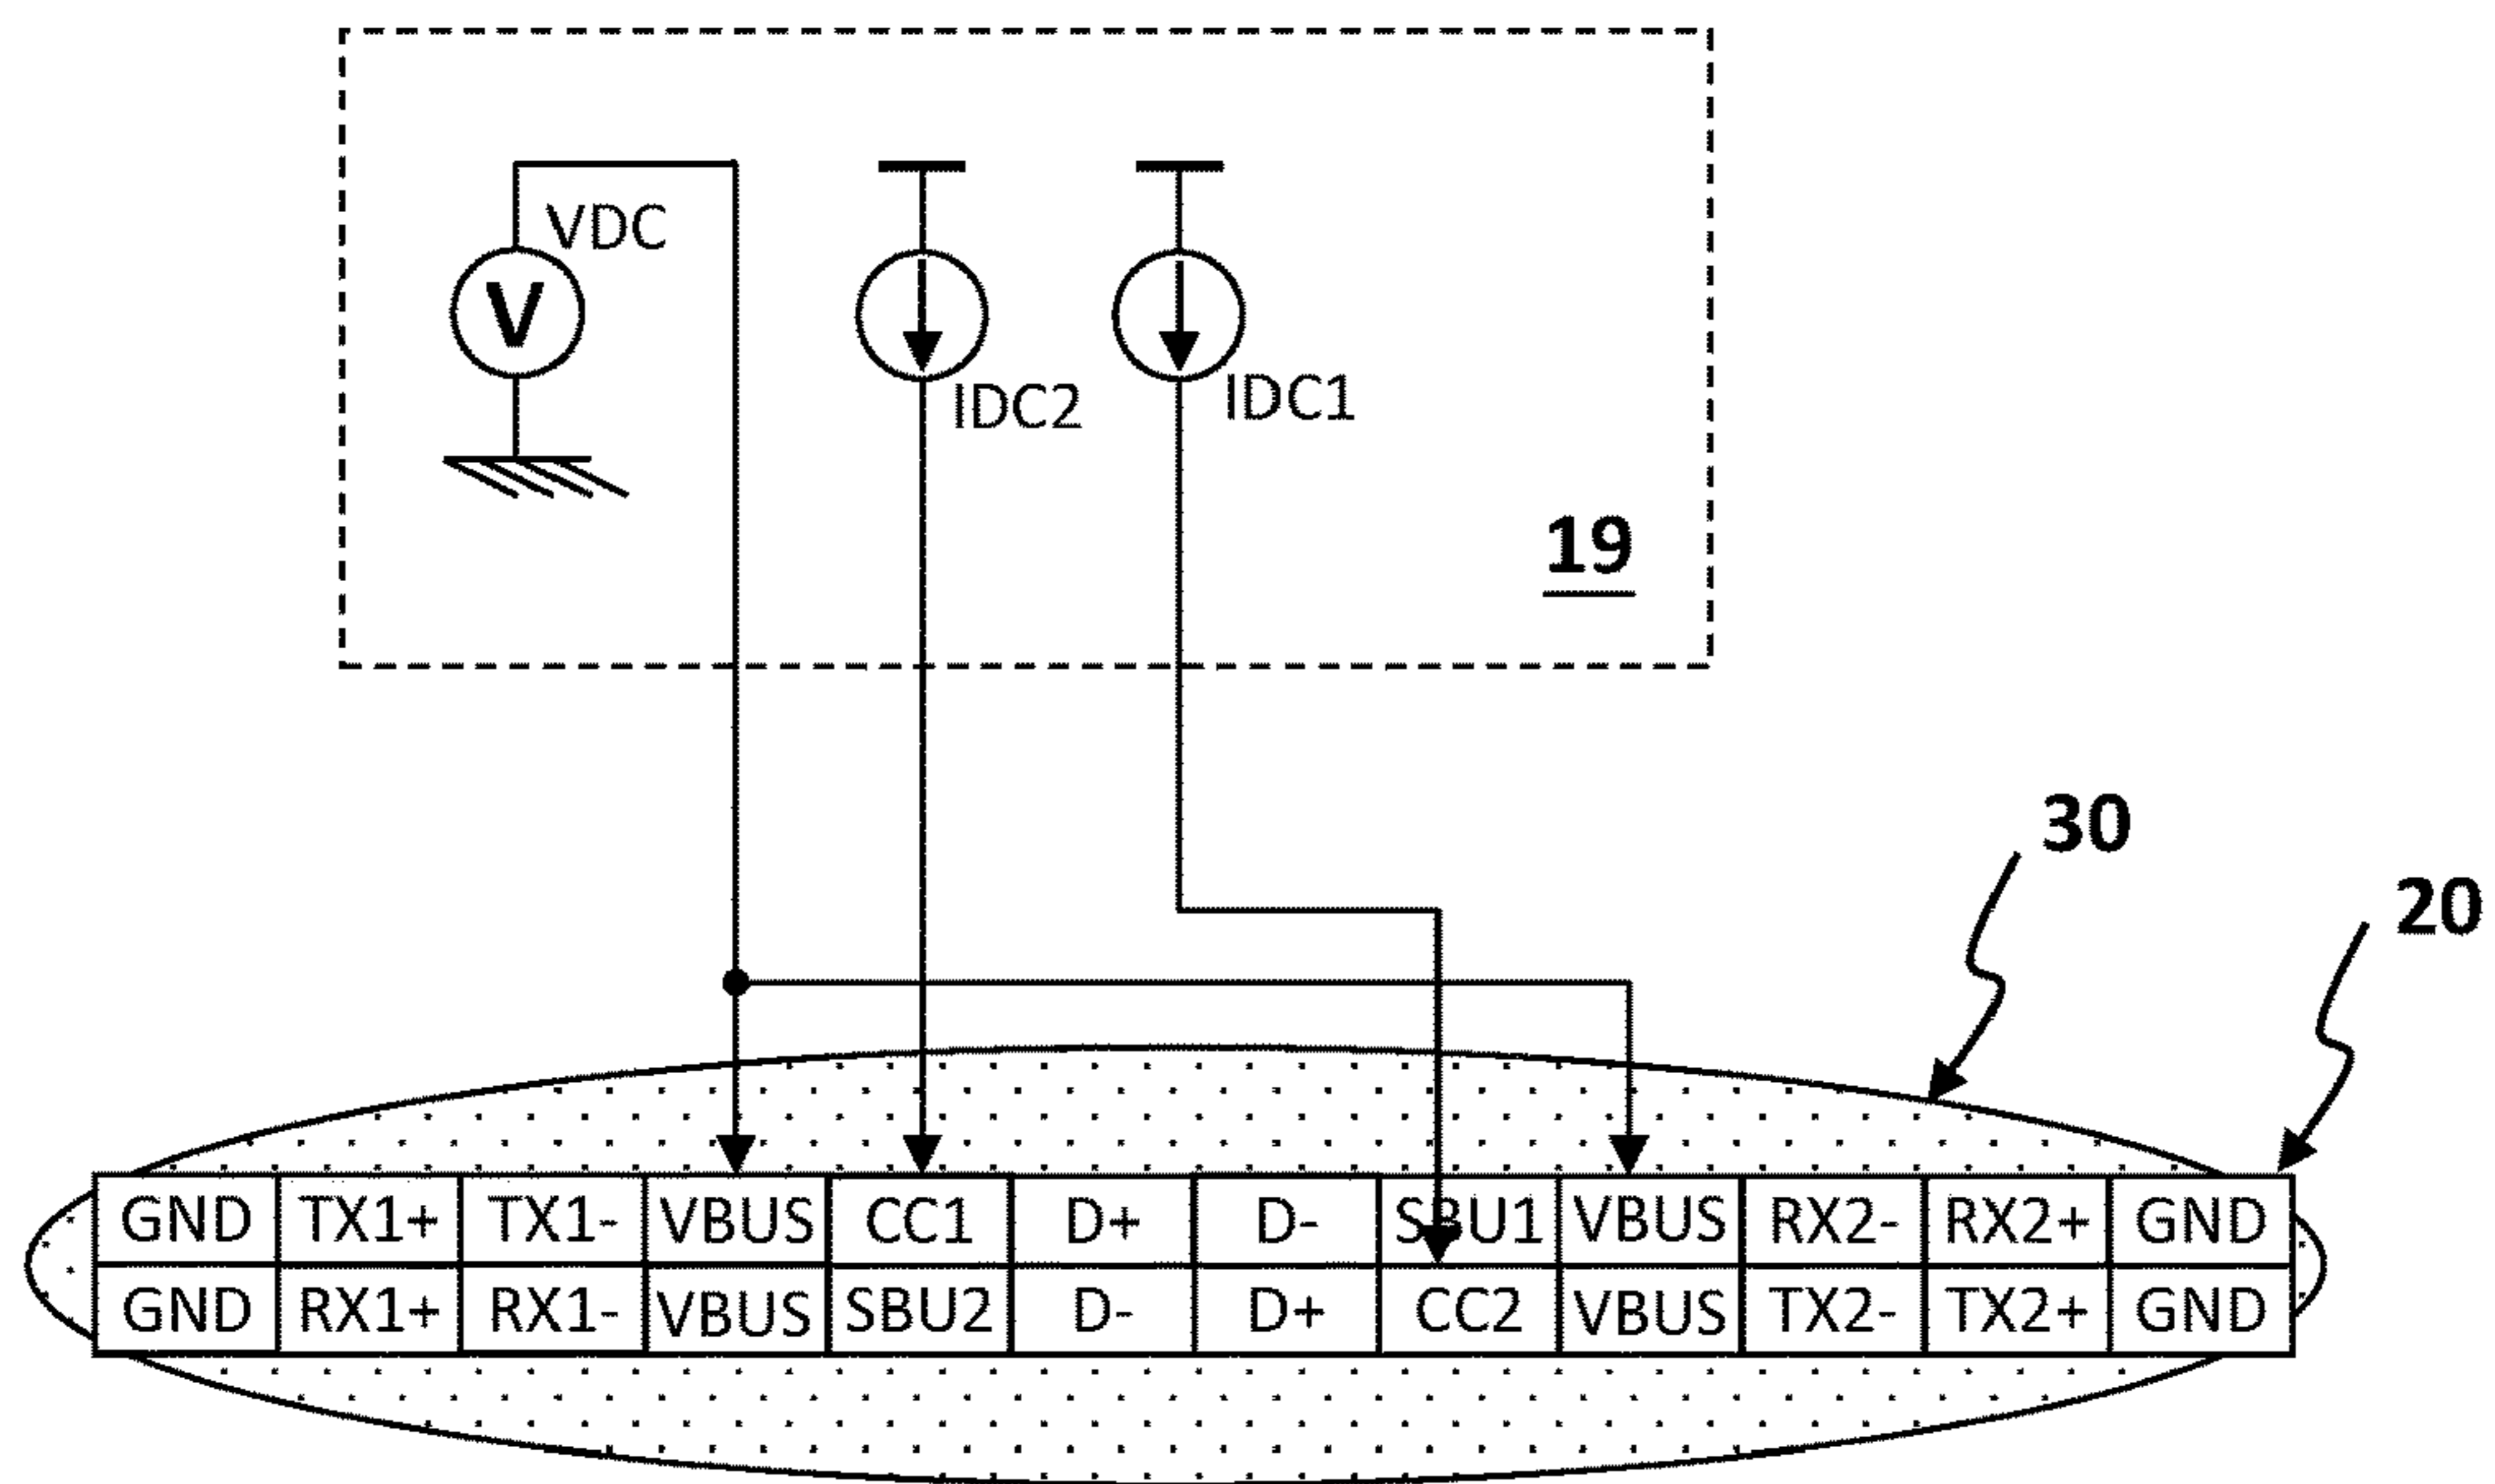 VDC
V
IDC2
IDC1
19
30
20
GND TX1+ TX1- VBUS CC1 D+ D- SBU1 VBUS RX2- RX2+ GND
GND RX1+ RX1- VBUS SBU2 D- D+ CC2 VBUS TX2- TX2+ GND